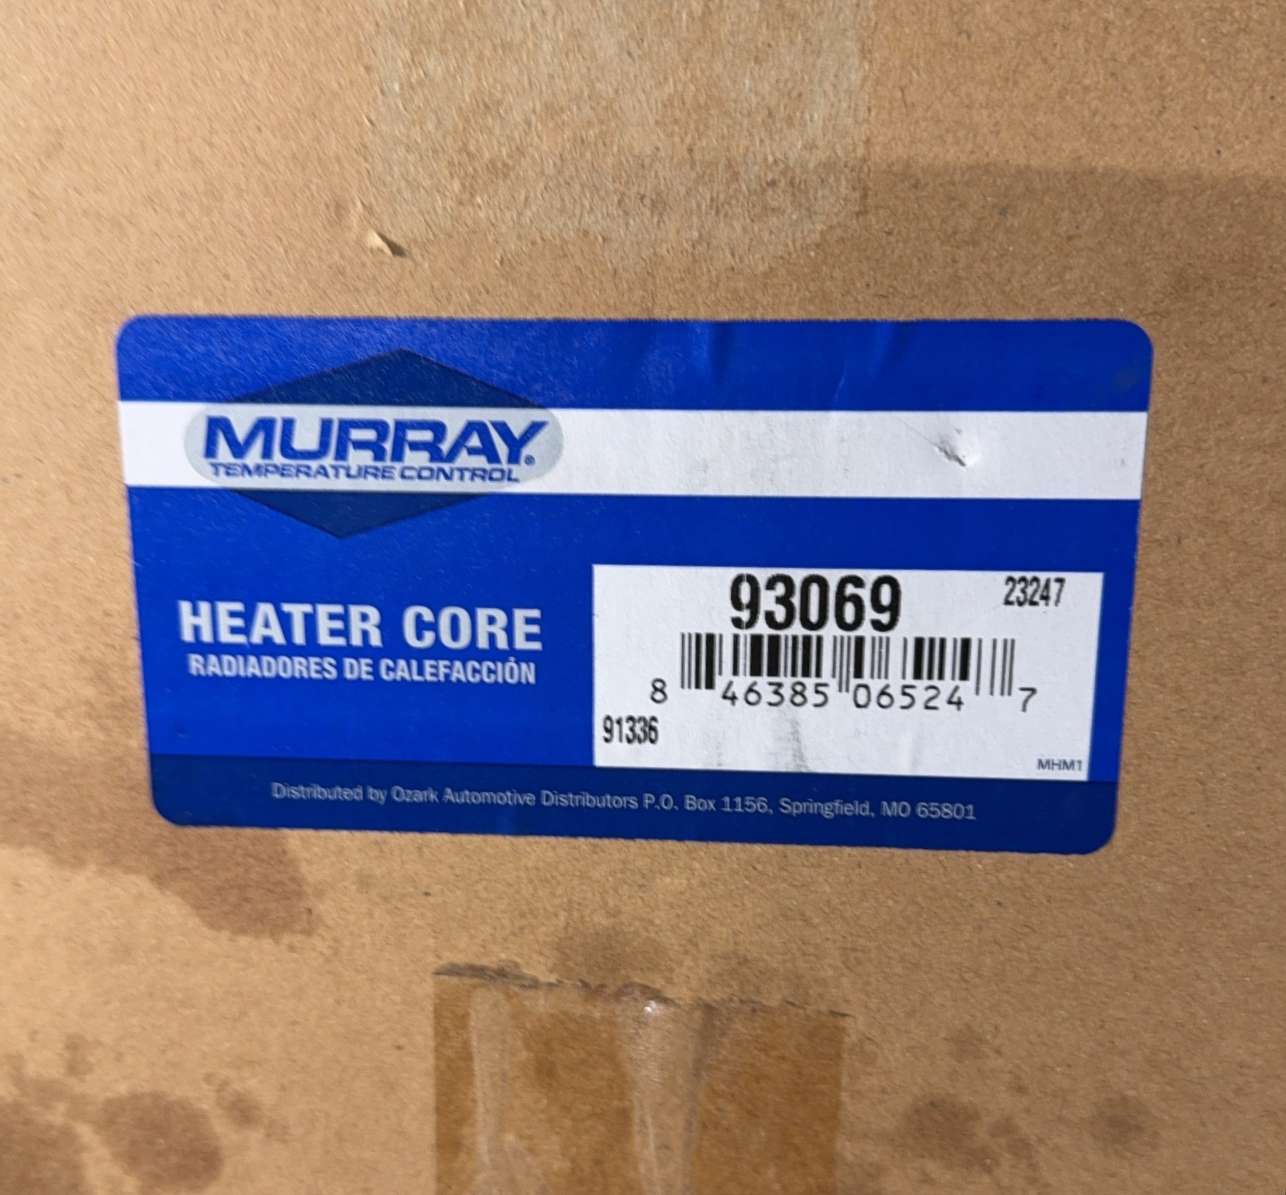 MURRAY®
TEMPERATURE CONTROL
HEATER CORE
RADIADORES DE CALEFACCIÓN
93069
23247
8 46385 06524 7
91336
MHM1
Distributed by Ozark Automotive Distributors P.O. Box 1156, Springfield, MO 65801